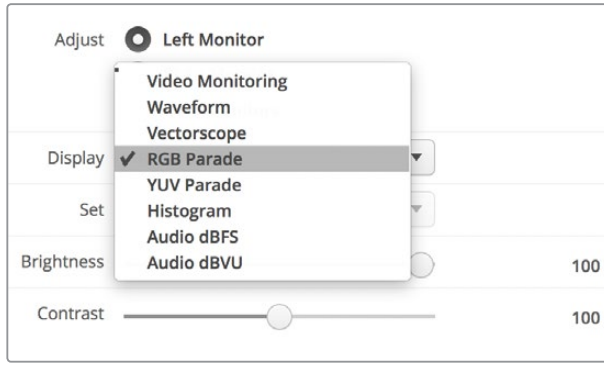 Adjust Left Monitor
Video Monitoring
Waveform
Vectorscope
Display ✓ RGB Parade
YUV Parade
Set Histogram
Audio dBFS
Brightness Audio dBVU 100
Contrast 100